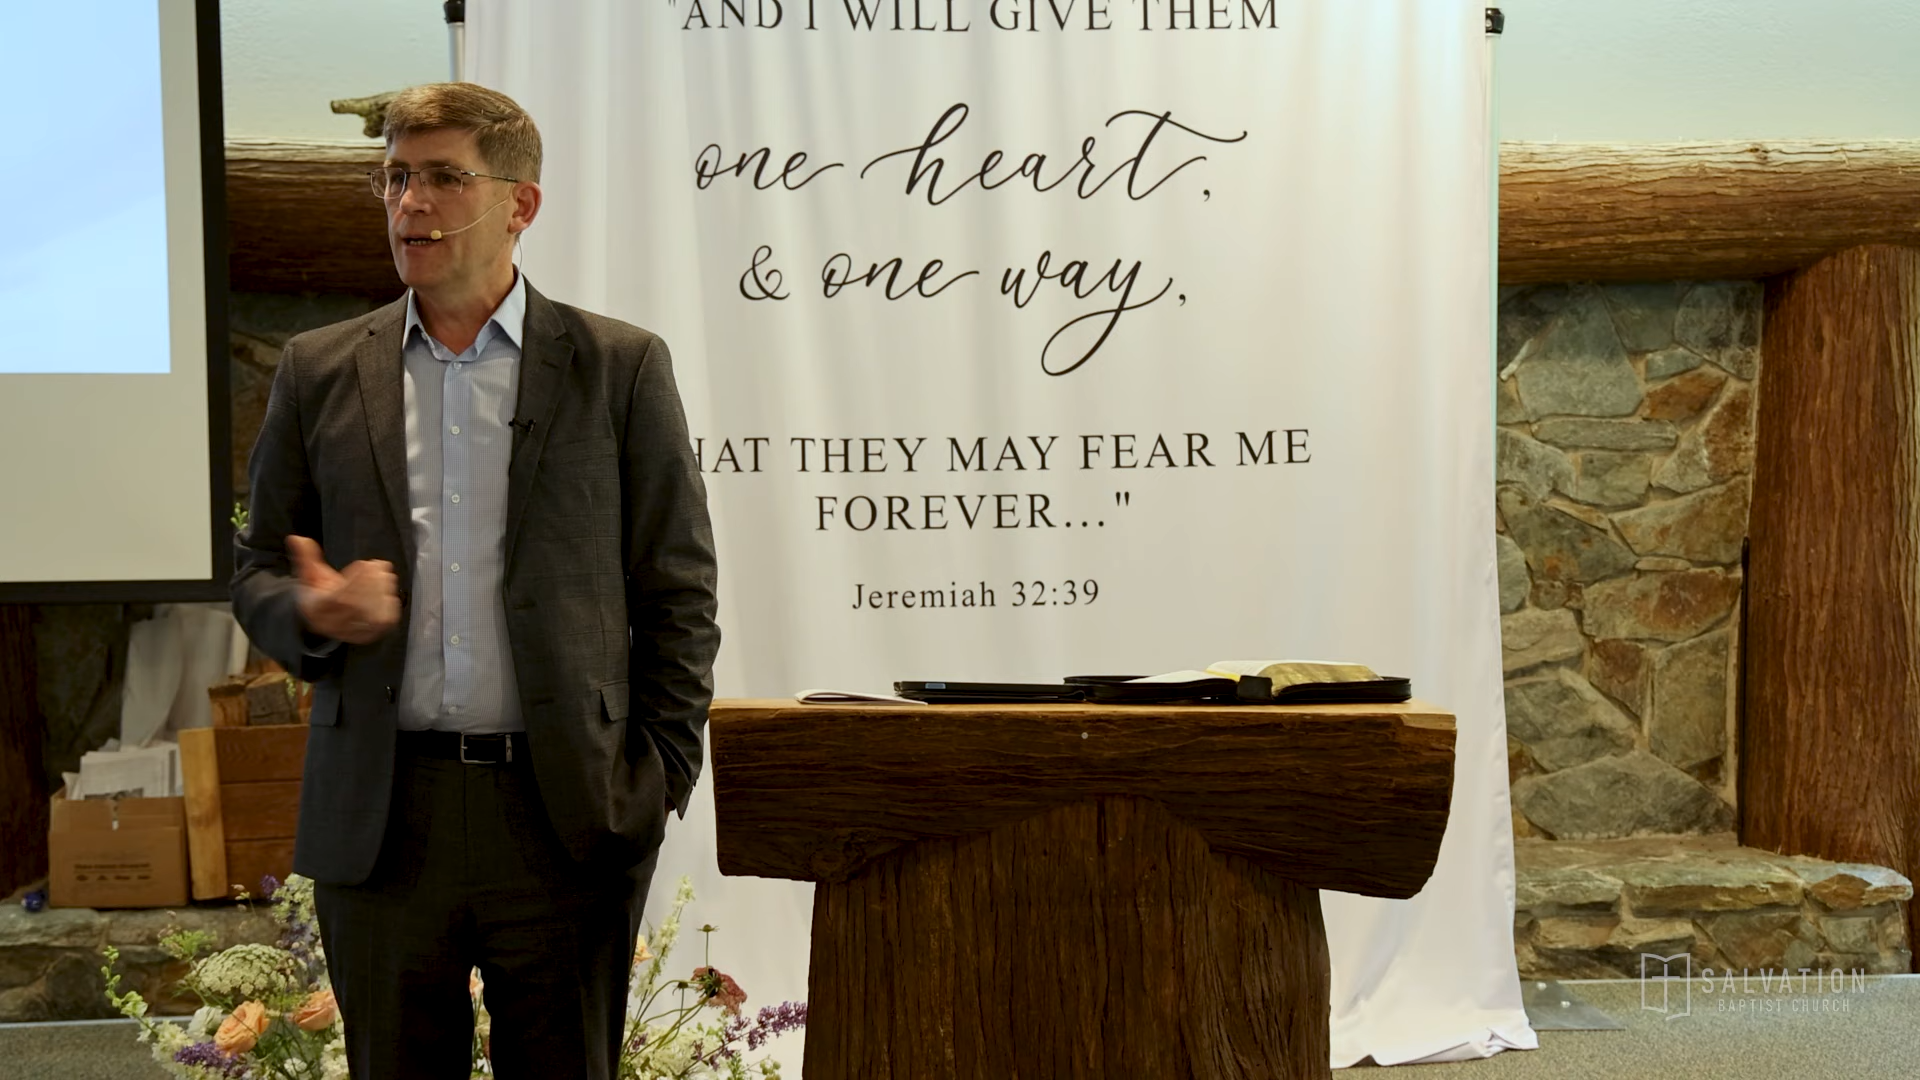 "AND I WILL GIVE THEM
one heart,
& one way,
HAT THEY MAY FEAR ME
FOREVER..."
Jeremiah 32:39
SALVATION
BAPTIST CHURCH